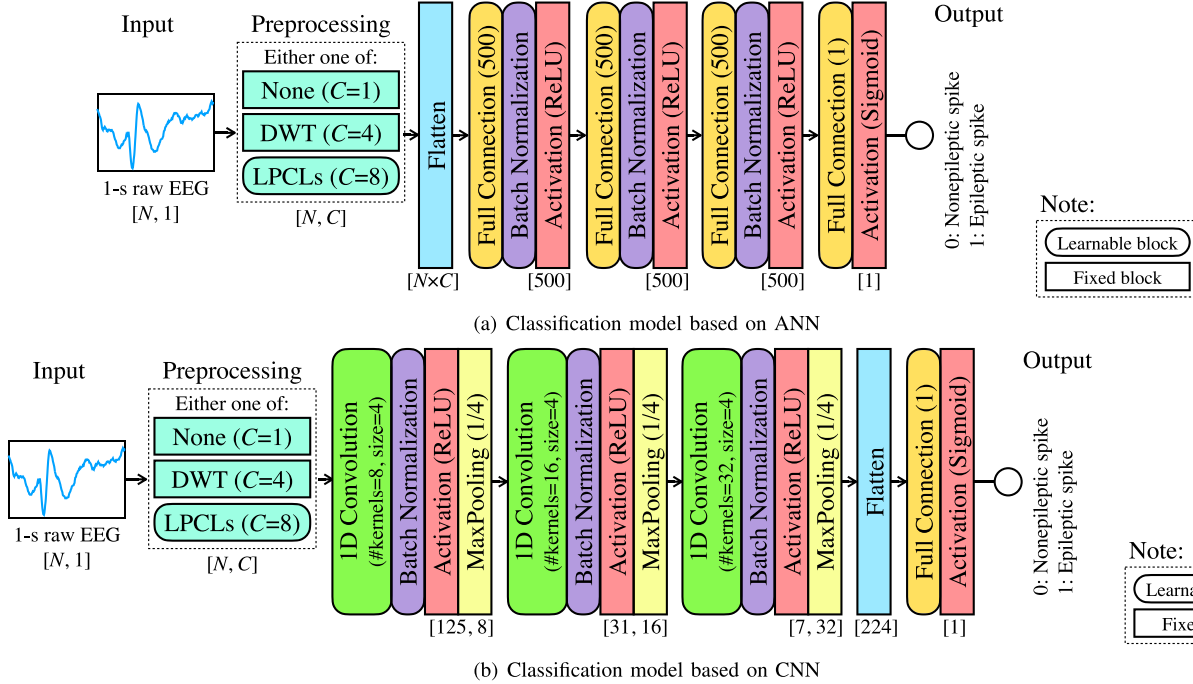 Input
Preprocessing
Either one of:
None (C=1)
DWT (C=4)
LPCLs (C=8)
1-s raw EEG
[N, 1]
[N, C]
Flatten
[N×C]
Full Connection (500)
Batch Normalization
Activation (ReLU)
[500]
Full Connection (500)
Batch Normalization
Activation (ReLU)
[500]
Full Connection (500)
Batch Normalization
Activation (ReLU)
[500]
Full Connection (1)
Activation (Sigmoid)
[1]
Output
0: Nonepileptic spike
1: Epileptic spike
Note:
Learnable block
Fixed block
(a) Classification model based on ANN
Input
Preprocessing
Either one of:
None (C=1)
DWT (C=4)
LPCLs (C=8)
1-s raw EEG
[N, 1]
[N, C]
1D Convolution
(#kernels=8, size=4)
Batch Normalization
Activation (ReLU)
MaxPooling (1/4)
[125, 8]
1D Convolution
(#kernels=16, size=4)
Batch Normalization
Activation (ReLU)
MaxPooling (1/4)
[31, 16]
1D Convolution
(#kernels=32, size=4)
Batch Normalization
Activation (ReLU)
MaxPooling (1/4)
[7, 32]
Flatten
[224]
Full Connection (1)
Activation (Sigmoid)
[1]
Output
0: Nonepileptic spike
1: Epileptic spike
Note:
Learna
Fixe
(b) Classification model based on CNN